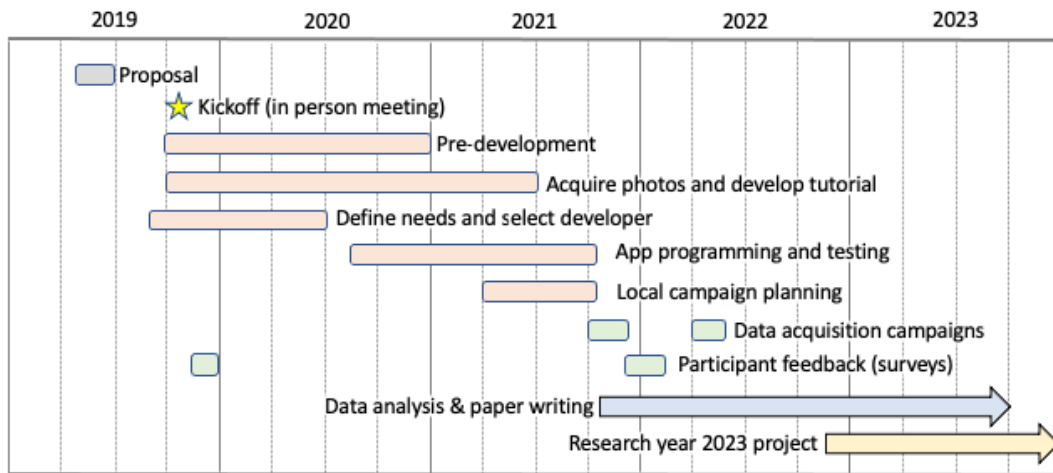 2019 2020 2021 2022 2023
Proposal
Kickoff (in person meeting)
Pre-development
Acquire photos and develop tutorial
Define needs and select developer
App programming and testing
Local campaign planning
Data acquisition campaigns
Participant feedback (surveys)
Data analysis & paper writing
Research year 2023 project